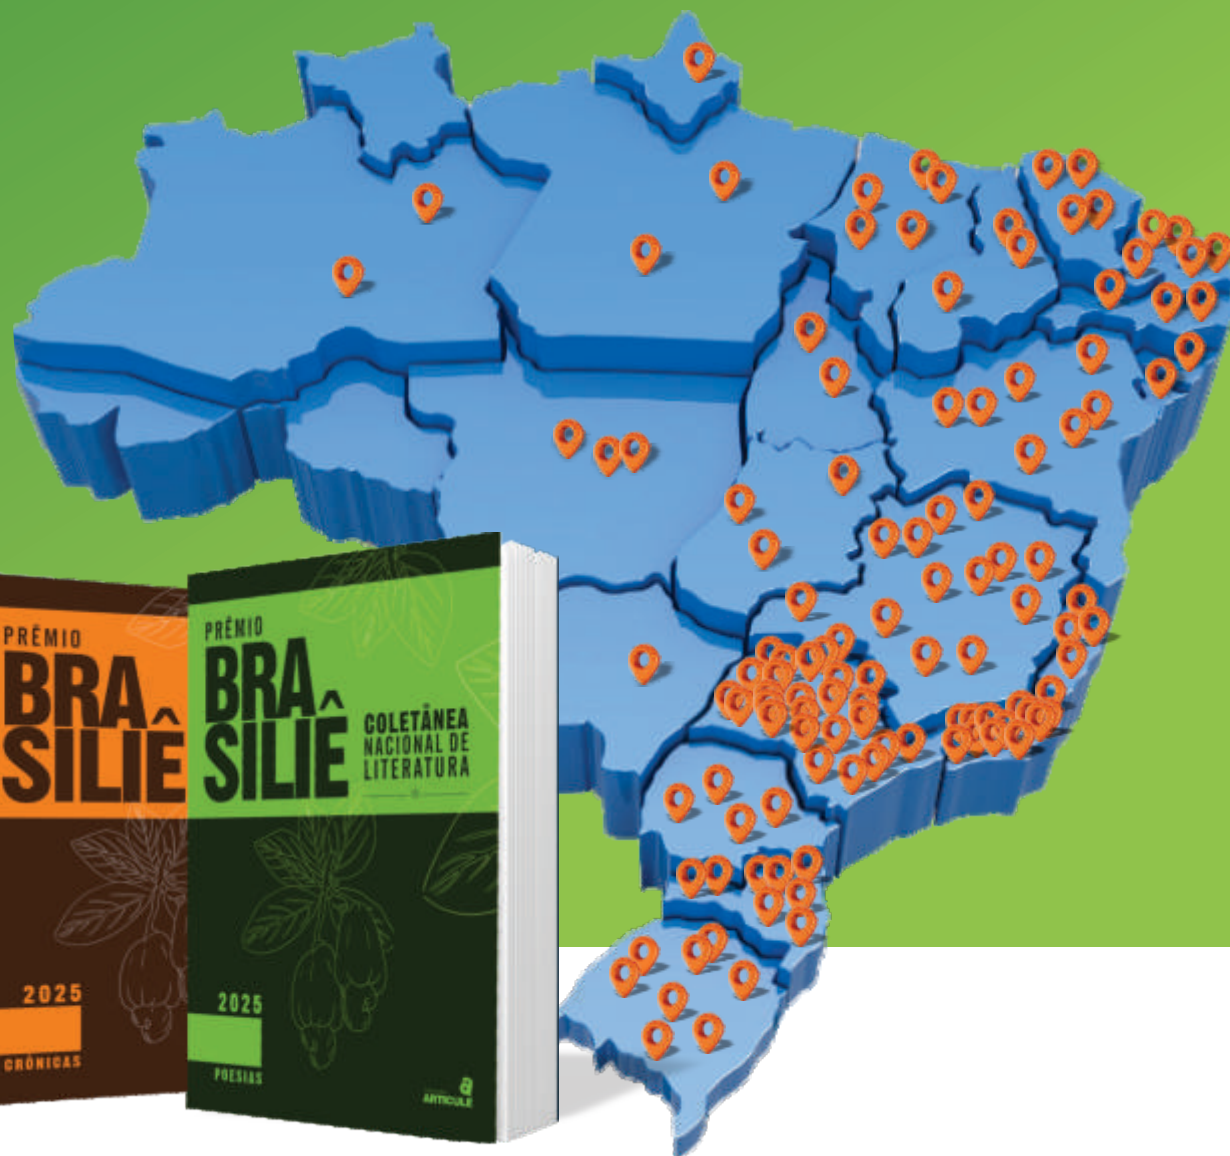 PRÊMIO
BRA
SILIÊ
2025
CRÔNICAS
PRÊMIO
BRA
SILIÊ
COLETÂNEA
NACIONAL DE
LITERATURA
2025
POESIAS
a
ARTICULE